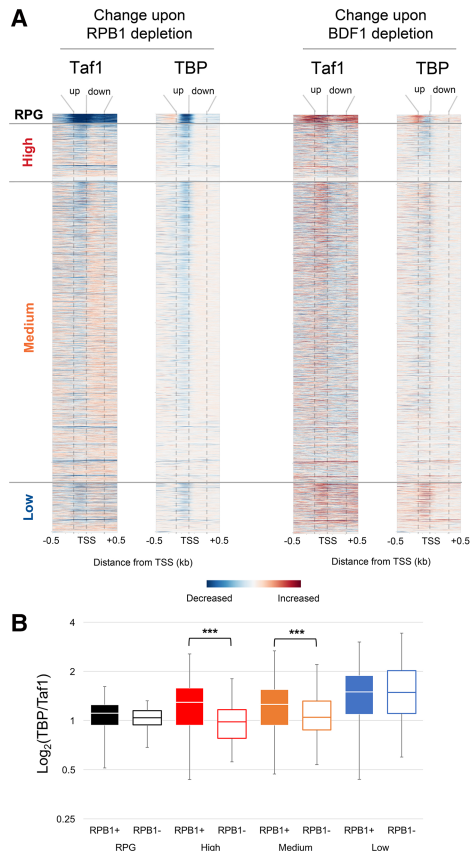 A
Change upon
RPB1 depletion
Change upon
BDF1 depletion
Taf1
TBP
Taf1
TBP
up down
up down
up down
up down
RPG
High
Medium
Low
-0.5 TSS +0.5
-0.5 TSS +0.5
-0.5 TSS +0.5
-0.5 TSS +0.5
Distance from TSS (kb)
Distance from TSS (kb)
Decreased
Increased
B
Log2(TBP/Taf1)
4
2
1
0.5
0.25
***
***
RPB1+ RPB1- RPB1+ RPB1- RPB1+ RPB1- RPB1+ RPB1-
RPG High Medium Low